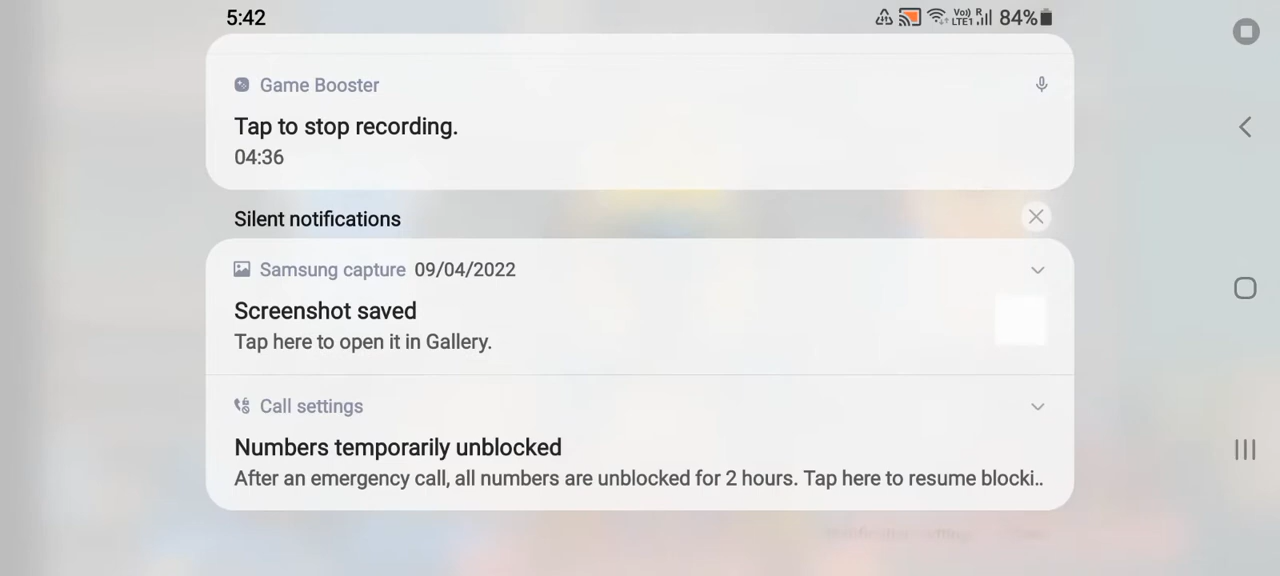 5:42
Vo)) R
LTE1 84%
Game Booster
Tap to stop recording.
04:36
Silent notifications
Samsung capture 09/04/2022
Screenshot saved
Tap here to open it in Gallery.
Call settings
Numbers temporarily unblocked
After an emergency call, all numbers are unblocked for 2 hours. Tap here to resume blocki..